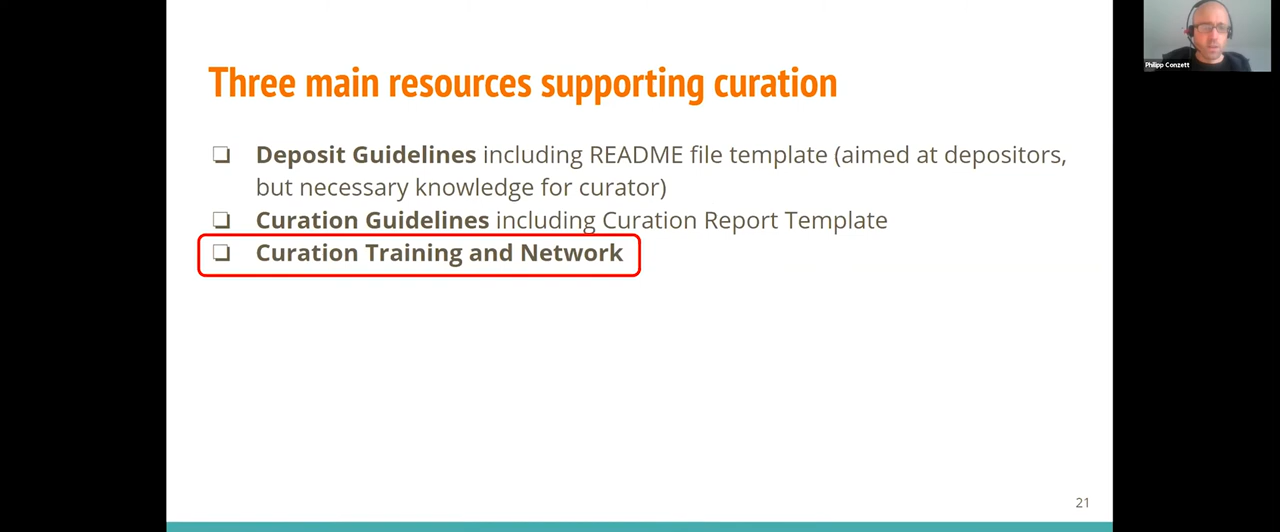 Three main resources supporting curation
❏ Deposit Guidelines including README file template (aimed at depositors,
but necessary knowledge for curator)
❏ Curation Guidelines including Curation Report Template
❏ Curation Training and Network
21
Philipp Conzett